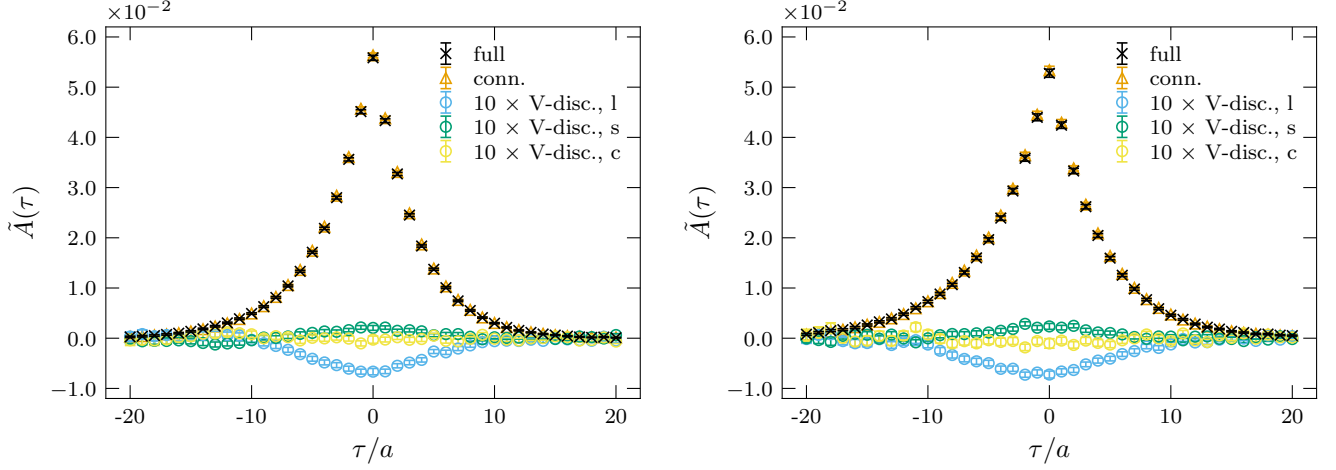 ×10⁻²
6.0
5.0
4.0
3.0
2.0
1.0
0.0
−1.0
Ã(τ)
full
conn.
10 × V-disc., l
10 × V-disc., s
10 × V-disc., c
-20
-10
0
10
20
τ/a
×10⁻²
6.0
5.0
4.0
3.0
2.0
1.0
0.0
−1.0
Ã(τ)
full
conn.
10 × V-disc., l
10 × V-disc., s
10 × V-disc., c
-20
-10
0
10
20
τ/a